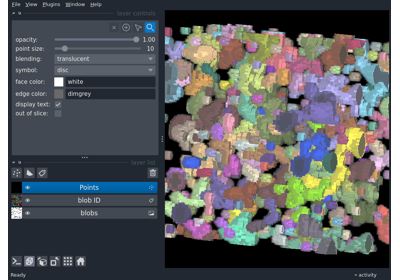 File View Plugins Window Help
layer controls
opacity: 1.00
point size: 10
blending: translucent
symbol: disc
face color: white
edge color: dimgrey
display text:
out of slice:
layer list
Points
blob ID
blobs
Ready
activity